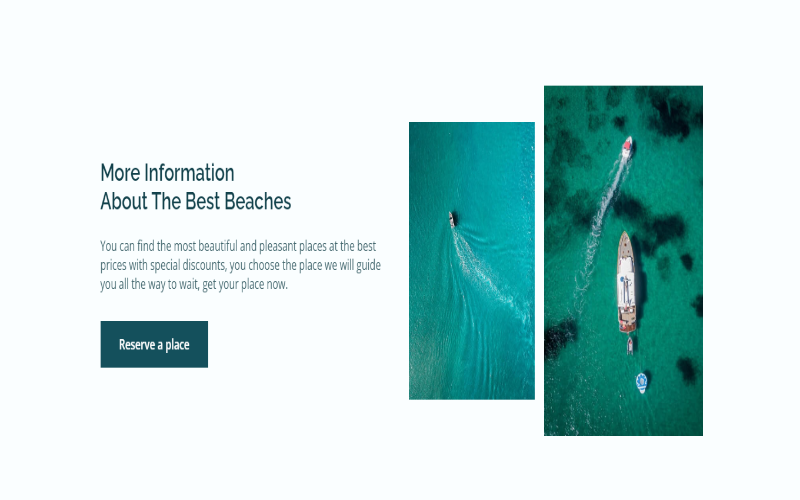 More Information
About The Best Beaches
You can find the most beautiful and pleasant places at the best
prices with special discounts, you choose the place we will guide
you all the way to wait, get your place now.
Reserve a place